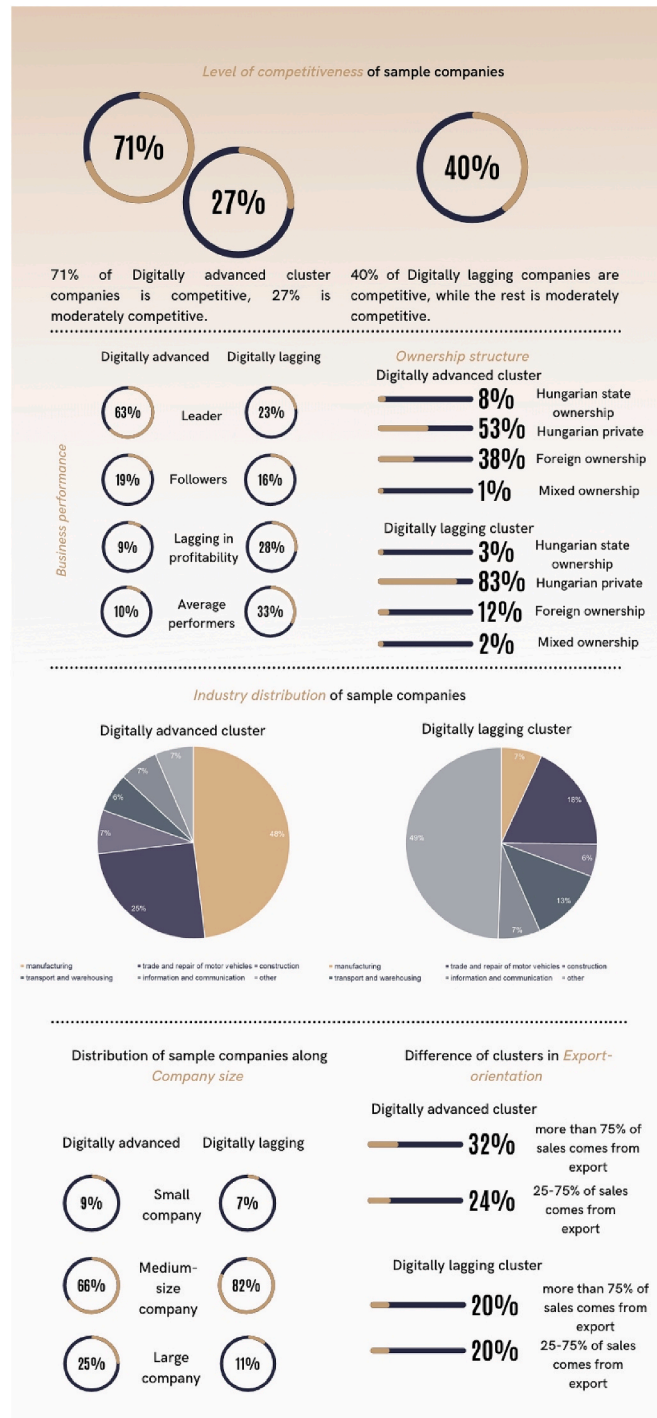 Level of competitiveness of sample companies
71%
27%
40%
71% of Digitally advanced cluster
companies is competitive, 27% is
moderately competitive.
40% of Digitally lagging companies are
competitive, while the rest is moderately
competitive.
Business performance
Digitally advanced Digitally lagging
63% Leader 23%
19% Followers 16%
9% Lagging in
profitability 28%
10% Average
performers 33%
Ownership structure
Digitally advanced cluster
8% Hungarian state
ownership
53% Hungarian private
38% Foreign ownership
1% Mixed ownership
Digitally lagging cluster
3% Hungarian state
ownership
83% Hungarian private
12% Foreign ownership
2% Mixed ownership
Industry distribution of sample companies
Digitally advanced cluster
7%
7%
6%
7%
25%
48%
manufacturing trade and repair of motor vehicles construction
transport and warehousing information and communication other
Digitally lagging cluster
7%
18%
6%
13%
7%
49%
manufacturing trade and repair of motor vehicles construction
transport and warehousing information and communication other
Distribution of sample companies along
Company size
Digitally advanced Digitally lagging
9% Small
company 7%
66% Medium-
size
company 82%
25% Large
company 11%
Difference of clusters in Export-
orientation
Digitally advanced cluster
32% more than 75% of
sales comes from
export
24% 25-75% of sales
comes from
export
Digitally lagging cluster
20% more than 75% of
sales comes from
export
20% 25-75% of sales
comes from
export